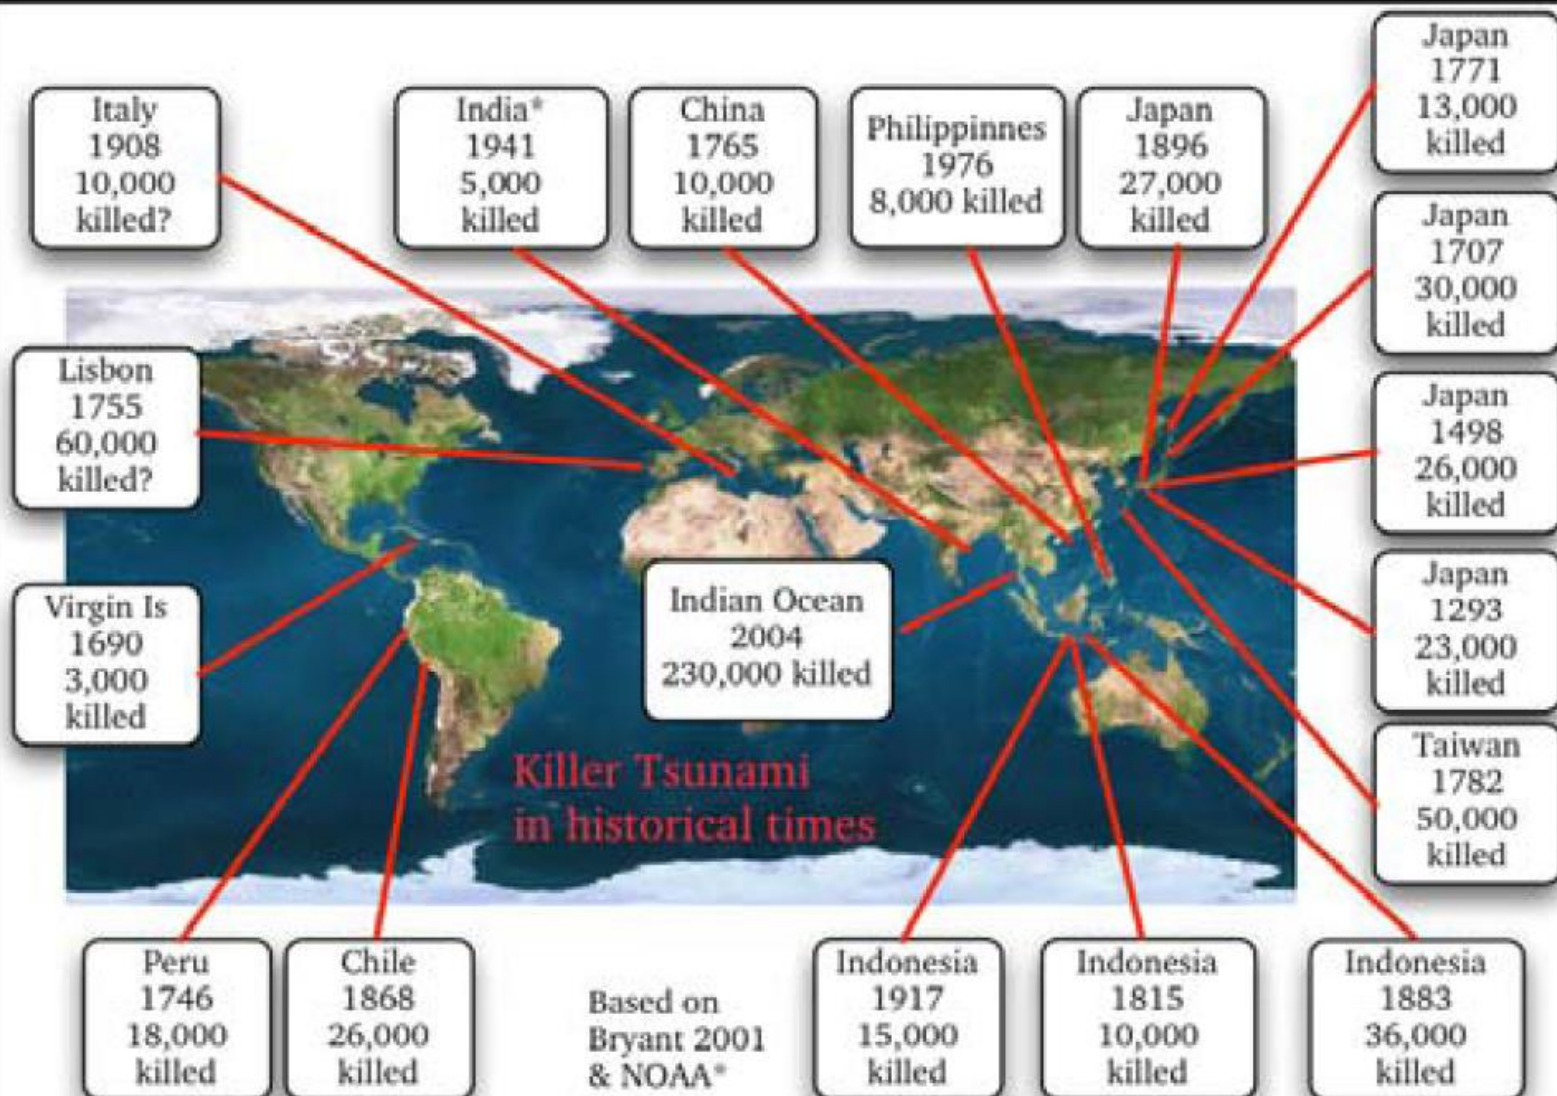 Italy
1908
10,000
killed?
India*
1941
5,000
killed
China
1765
10,000
killed
Philippinnes
1976
8,000 killed
Japan
1896
27,000
killed
Japan
1771
13,000
killed
Japan
1707
30,000
killed
Lisbon
1755
60,000
killed?
Japan
1498
26,000
killed
Virgin Is
1690
3,000
killed
Indian Ocean
2004
230,000 killed
Japan
1293
23,000
killed
Taiwan
1782
50,000
killed
Killer Tsunami
in historical times
Peru
1746
18,000
killed
Chile
1868
26,000
killed
Based on
Bryant 2001
& NOAA*
Indonesia
1917
15,000
killed
Indonesia
1815
10,000
killed
Indonesia
1883
36,000
killed